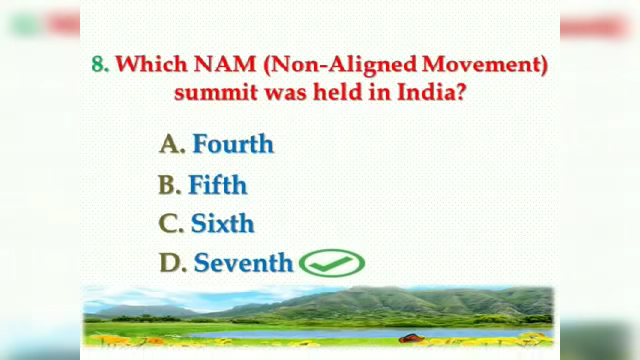 8. Which NAM (Non-Aligned Movement)
summit was held in India?
A. Fourth
B. Fifth
C. Sixth
D. Seventh